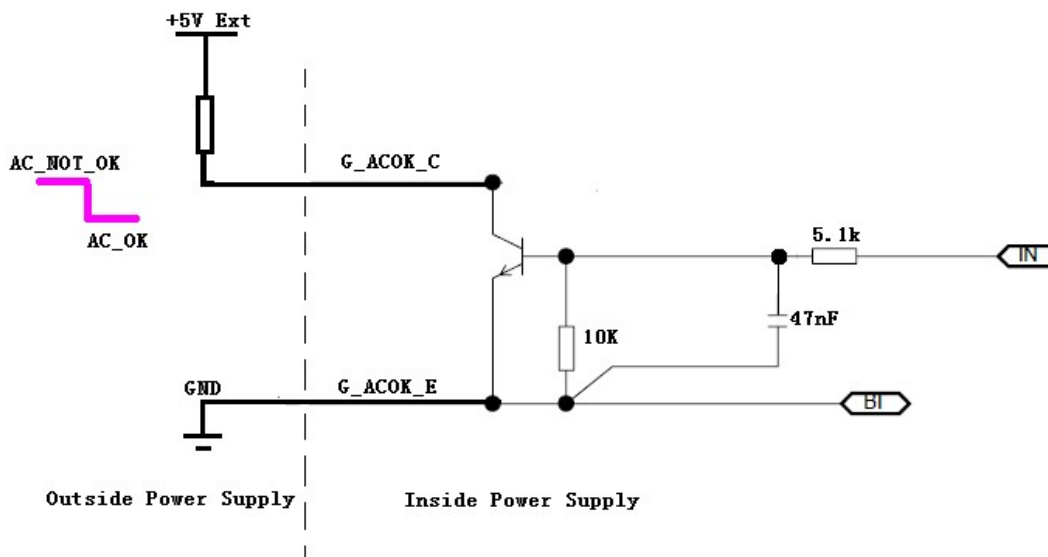 +5V Ext
AC_NOT_OK
G_ACOK_C
AC_OK
5.1k
IN
10K
47nF
GND
G_ACOK_E
BI
Outside Power Supply
Inside Power Supply